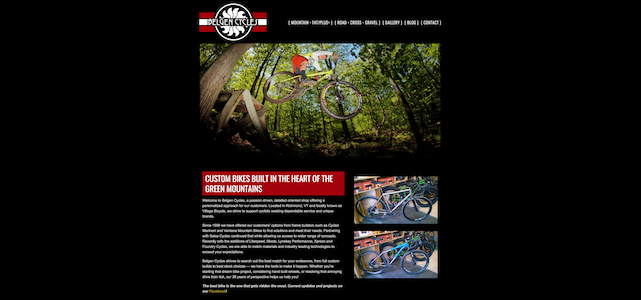 BELGEN CYCLES
[ MOUNTAIN - FAT/PLUS+ ] [ ROAD - CROSS - GRAVEL ] [ GALLERY ] [ BLOG ] [ CONTACT ]
CUSTOM BIKES BUILT IN THE HEART OF THE
GREEN MOUNTAINS
Welcome to Belgen Cycles, a passion driven, detailed oriented shop offering a
personalized approach for our customers. Located in Richmond, VT and locally known as
Village Bicycle, we strive to support cyclists seeking dependable service and unique
brands.
Since 1998 we have offered our customers' options from frame builders such as Carles
and Ventana Mountain Bikes to find solutions and meet their needs. Partnering
with Seles Cycles continued that while allowing us access to wider range of concepts.
Recently with the additions of Litespeed, Moots, Lynskey Performance, Xprezo and
Foundry Cycles, we are able to match materials and industry leading technologies to
exceed your expectations.
Belgen Cycles strives to search out the best match for your endeavors, from full custom
builds to best stock choices — we have the tools to make it happen. Whether you're
starting that dream bike project, considering hand built wheels, or resolving that annoying
drive train tick, our 28 years of perspective helps us help you!
The best bike is the one that gets ridden the most. Current updates and projects on
our Facebook!